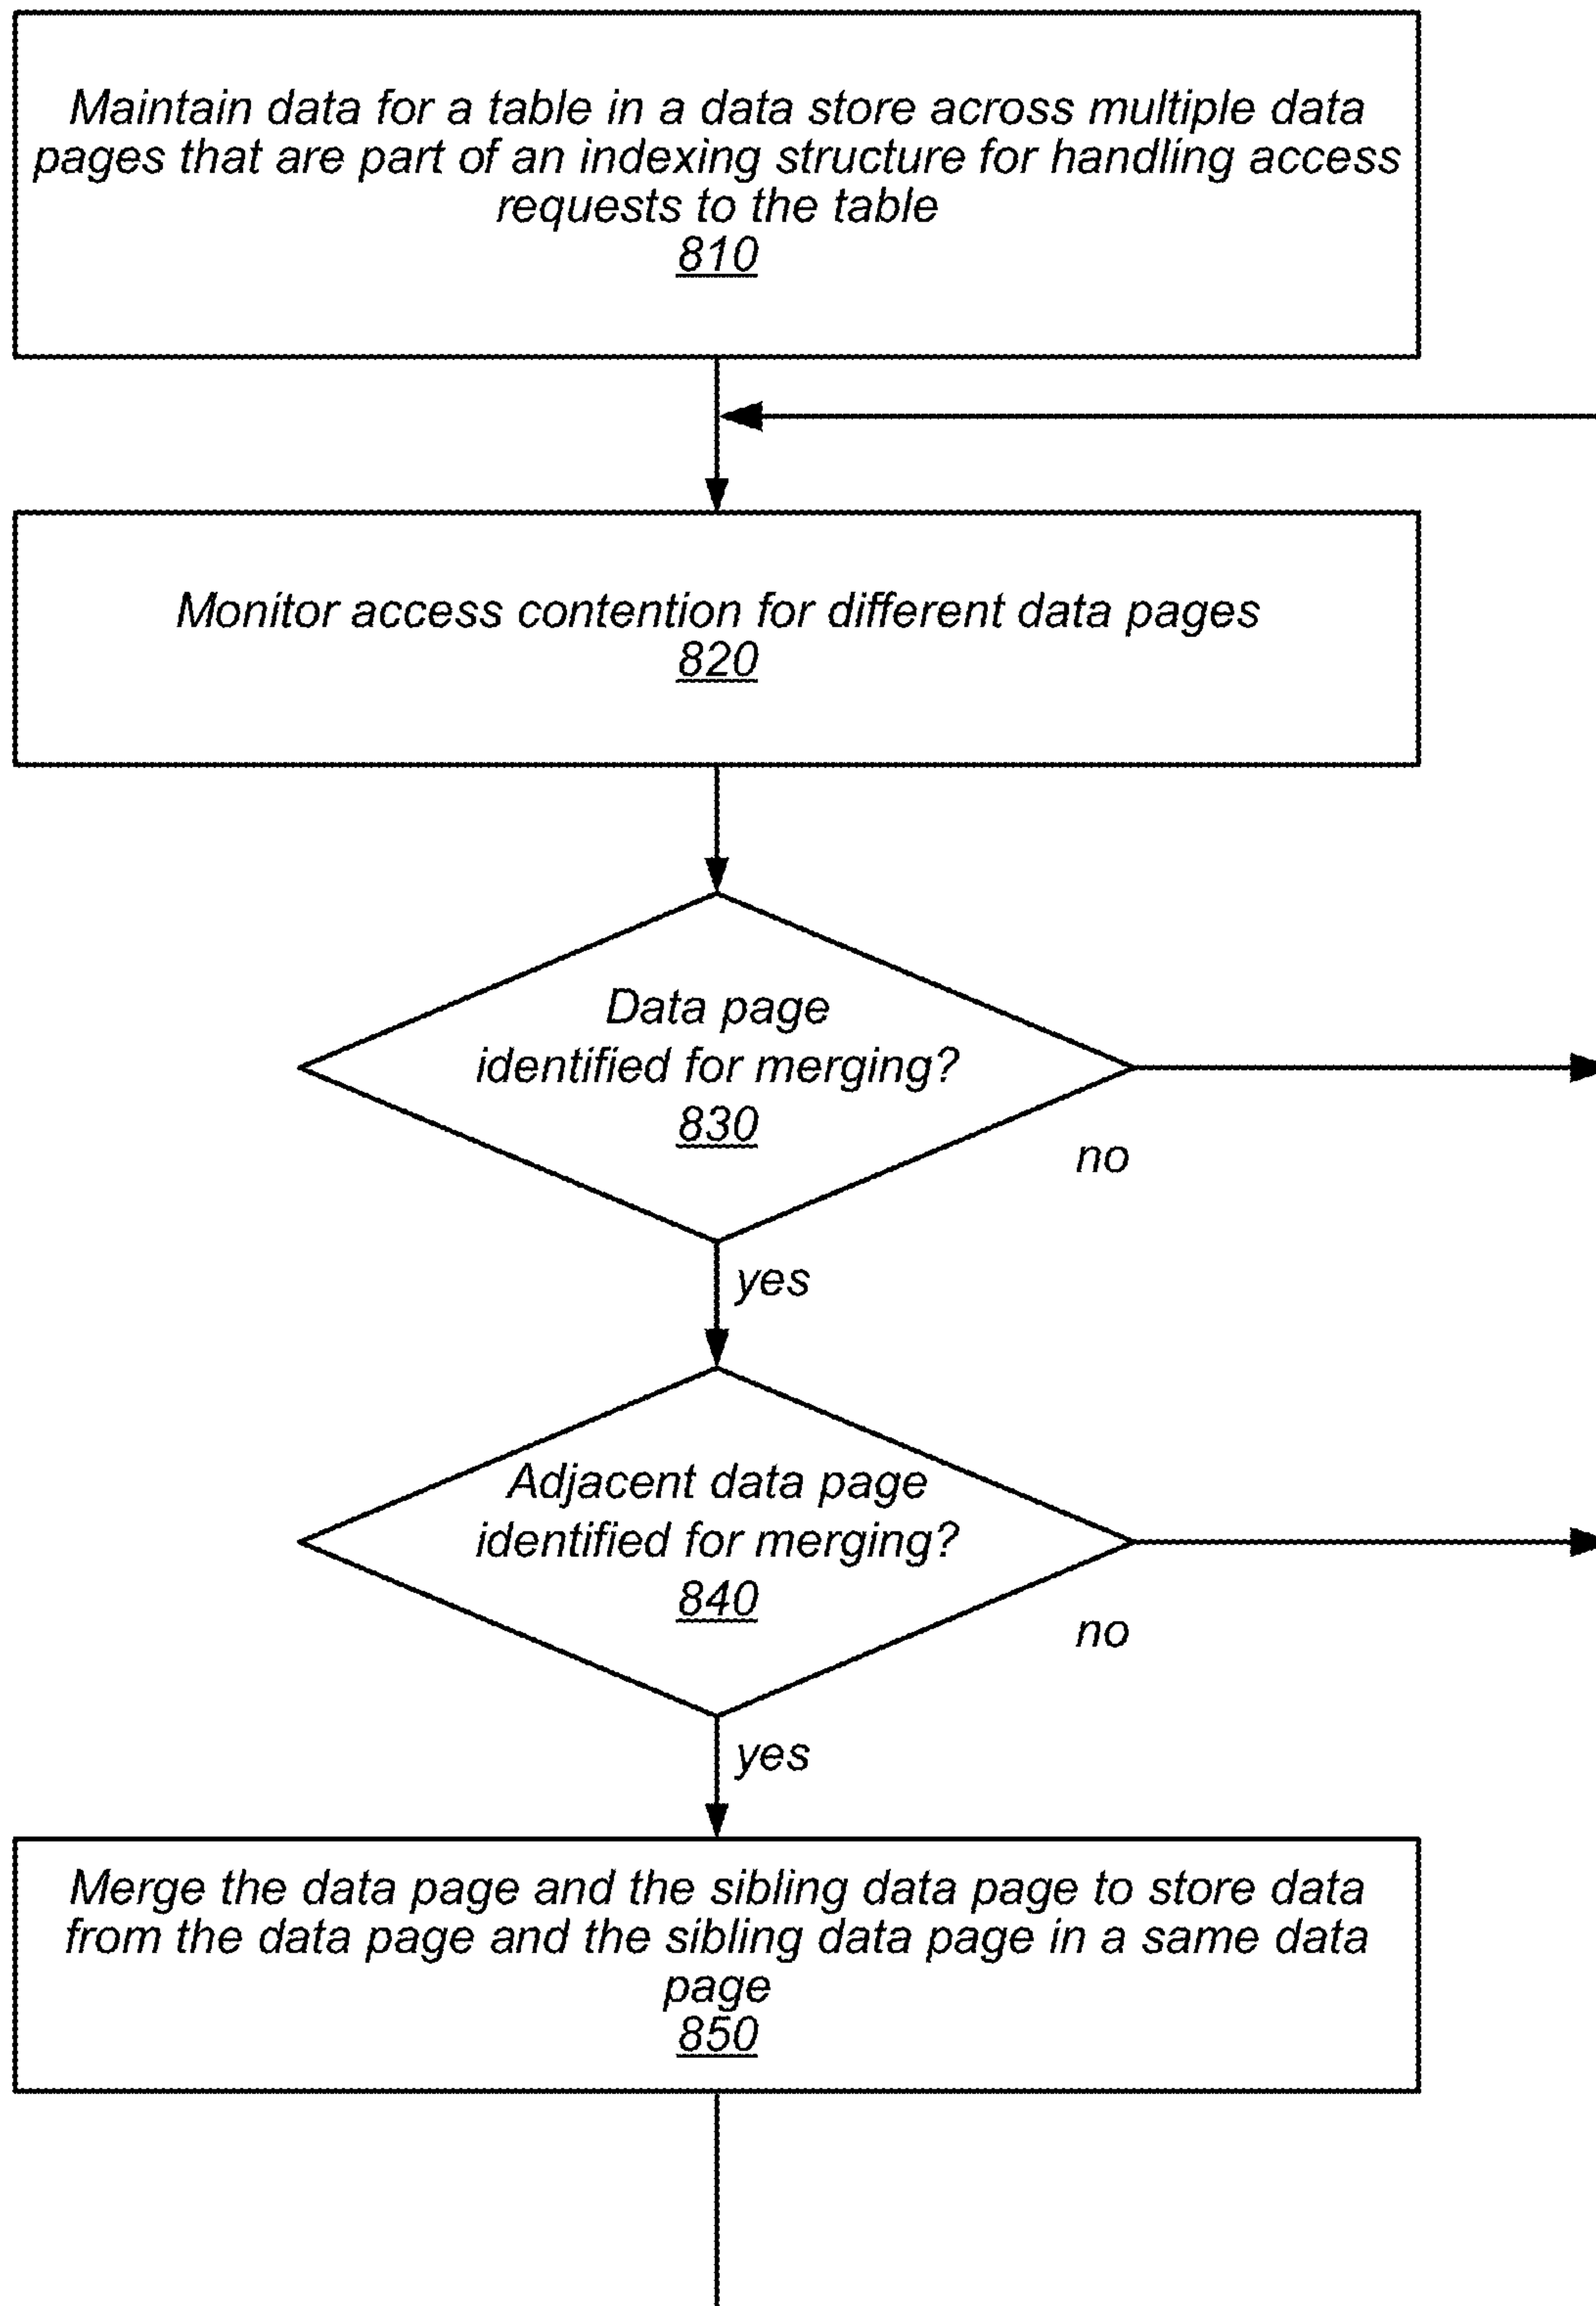 Maintain data for a table in a data store across multiple data
pages that are part of an indexing structure for handling access
requests to the table
810
Monitor access contention for different data pages
820
Data page
identified for merging?
830
no
yes
Adjacent data page
identified for merging?
840
no
yes
Merge the data page and the sibling data page to store data
from the data page and the sibling data page in a same data
page
850